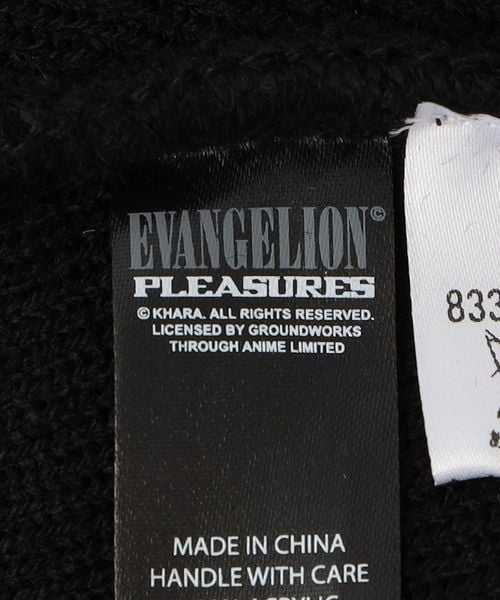 EVANGELION©
PLEASURES
© KHARA. ALL RIGHTS RESERVED.
LICENSED BY GROUNDWORKS
THROUGH ANIME LIMITED
833
MADE IN CHINA
HANDLE WITH CARE